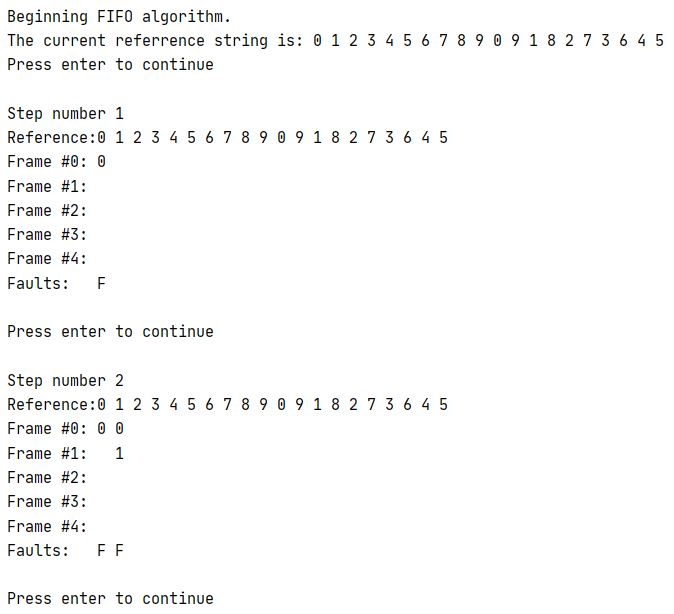 Beginning FIFO algorithm.
The current referrence string is: 0 1 2 3 4 5 6 7 8 9 0 9 1 8 2 7 3 6 4 5
Press enter to continue
Step number 1
Reference:0 1 2 3 4 5 6 7 8 9 0 9 1 8 2 7 3 6 4 5
Frame #0: 0
Frame #1:
Frame #2:
Frame #3:
Frame #4:
Faults:   F
Press enter to continue
Step number 2
Reference:0 1 2 3 4 5 6 7 8 9 0 9 1 8 2 7 3 6 4 5
Frame #0: 0 0
Frame #1:   1
Frame #2:
Frame #3:
Frame #4:
Faults:   F F
Press enter to continue